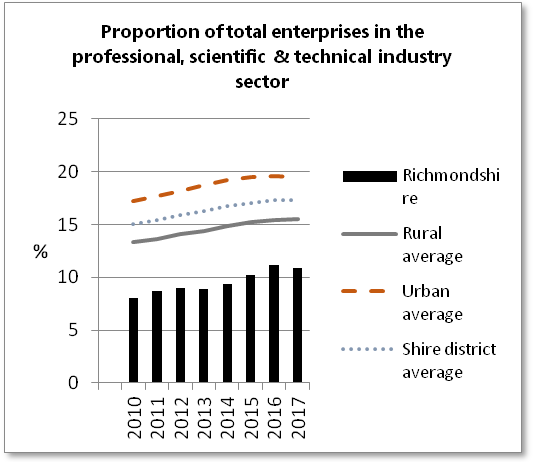 Proportion of total enterprises in the
professional, scientific & technical industry
sector
25
20
15
10
5
0
%
2010
2011
2012
2013
2014
2015
2016
2017
Richmondshi
re
Rural
average
Urban
average
Shire district
average